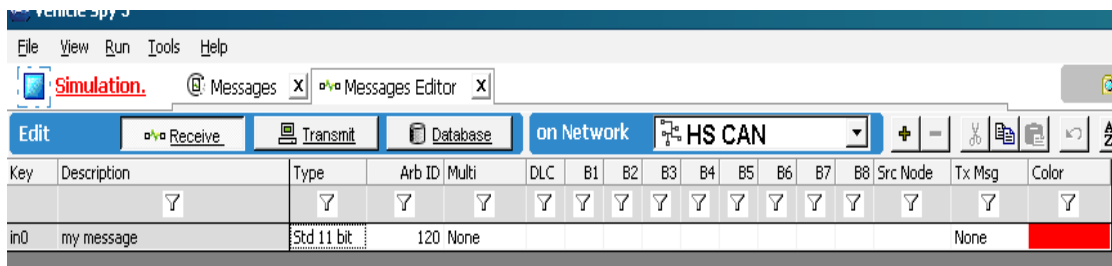 Vehicle Spy 3
File View Run Tools Help
Simulation. Messages X Messages Editor X
Edit Receive Transmit Database on Network HS CAN
Key Description Type Arb ID Multi DLC B1 B2 B3 B4 B5 B6 B7 B8 Src Node Tx Msg Color
in0 my message Std 11 bit 120 None None